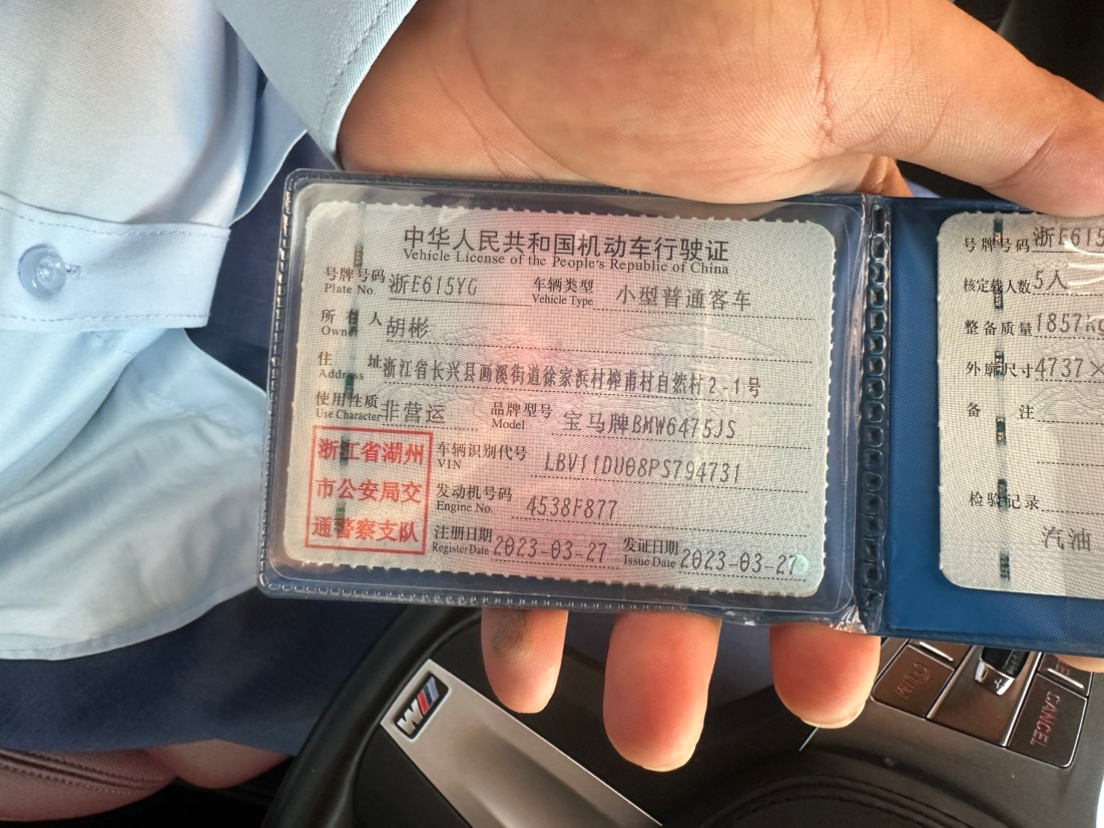 中华人民共和国机动车行驶证
Vehicle License of the People's Republic of China
号牌号码 浙E615YG 车辆类型 小型普通客车
Plate No. Vehicle Type
所有人 胡彬
Owner
住址 浙江省长兴县画溪街道徐家浜村樟甫村自然村2-1号
Address
使用性质 非营运 品牌型号 宝马牌BMW6475JS
Use Character Model
浙江省湖州
市公安局交
通警察支队
车辆识别代号 LBV11DU08PS794731
VIN
发动机号码 4538F877
Engine No.
注册日期 2023-03-27 发证日期 2023-03-27
Register Date Issue Date
号牌号码 浙E615
核定载人数 5人
整备质量 1857kg
外廓尺寸 4737×
备注
检验记录
汽油
M
CANCEL